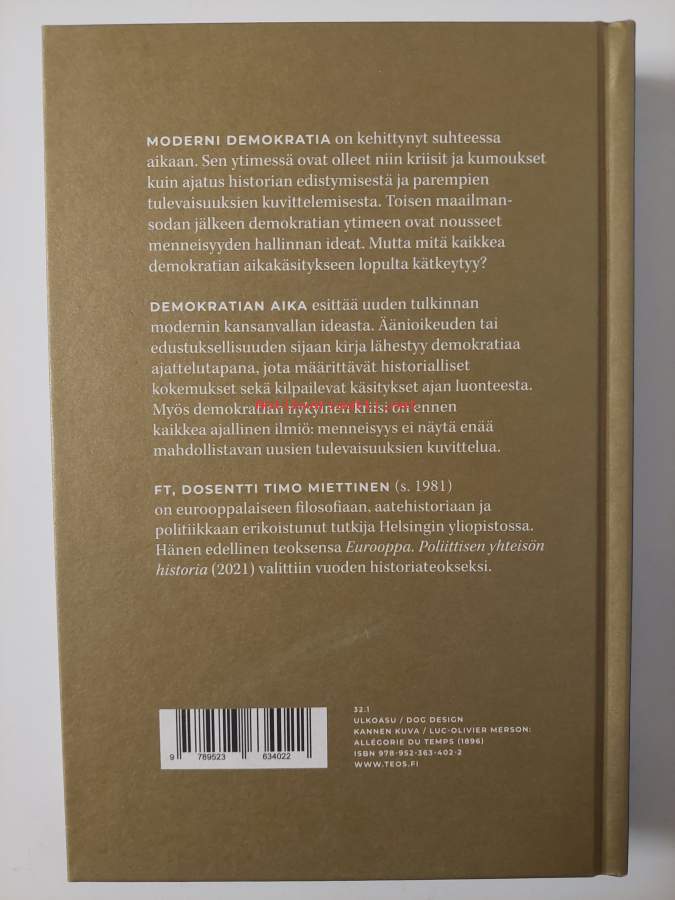 MODERNI DEMOKRATIA on kehittynyt suhteessa
aikaan. Sen ytimessä ovat olleet niin kriisit ja kumoukset
kuin ajatus historian edistymisestä ja parempien
tulevaisuuksien kuvittelemisesta. Toisen maailman-
sodan jälkeen demokratian ytimeen ovat nousseet
menneisyyden hallinnan ideat. Mutta mitä kaikkea
demokratian aikakäsitykseen lopulta kätkeytyy?
DEMOKRATIAN AIKA esittää uuden tulkinnan
modernin kansanvallan ideasta. Äänioikeuden tai
edustuksellisuuden sijaan kirja lähestyy demokratiaa
ajattelutapana, jota määrittävät historialliset
kokemukset sekä kilpailevat käsitykset ajan luonteesta.
Myös demokratian nykyinen kriisi on ennen
kaikkea ajallinen ilmiö: menneisyys ei näytä enää
mahdollistavan uusien tulevaisuuksien kuvittelua.
FT, DOSENTTI TIMO MIETTINEN (s. 1981)
on eurooppalaiseen filosofiaan, aatehistoriaan ja
politiikkaan erikoistunut tutkija Helsingin yliopistossa.
Hänen edellinen teoksensa Eurooppa. Poliittisen yhteisön
historia (2021) valittiin vuoden historiateokseksi.
32.1
ULKOASU / DOG DESIGN
KANNEN KUVA / LUC-OLIVIER MERSON:
ALLÉGORIE DU TEMPS (1896)
ISBN 978-952-363-402-2
WWW.TEOS.FI
9 789523 634022